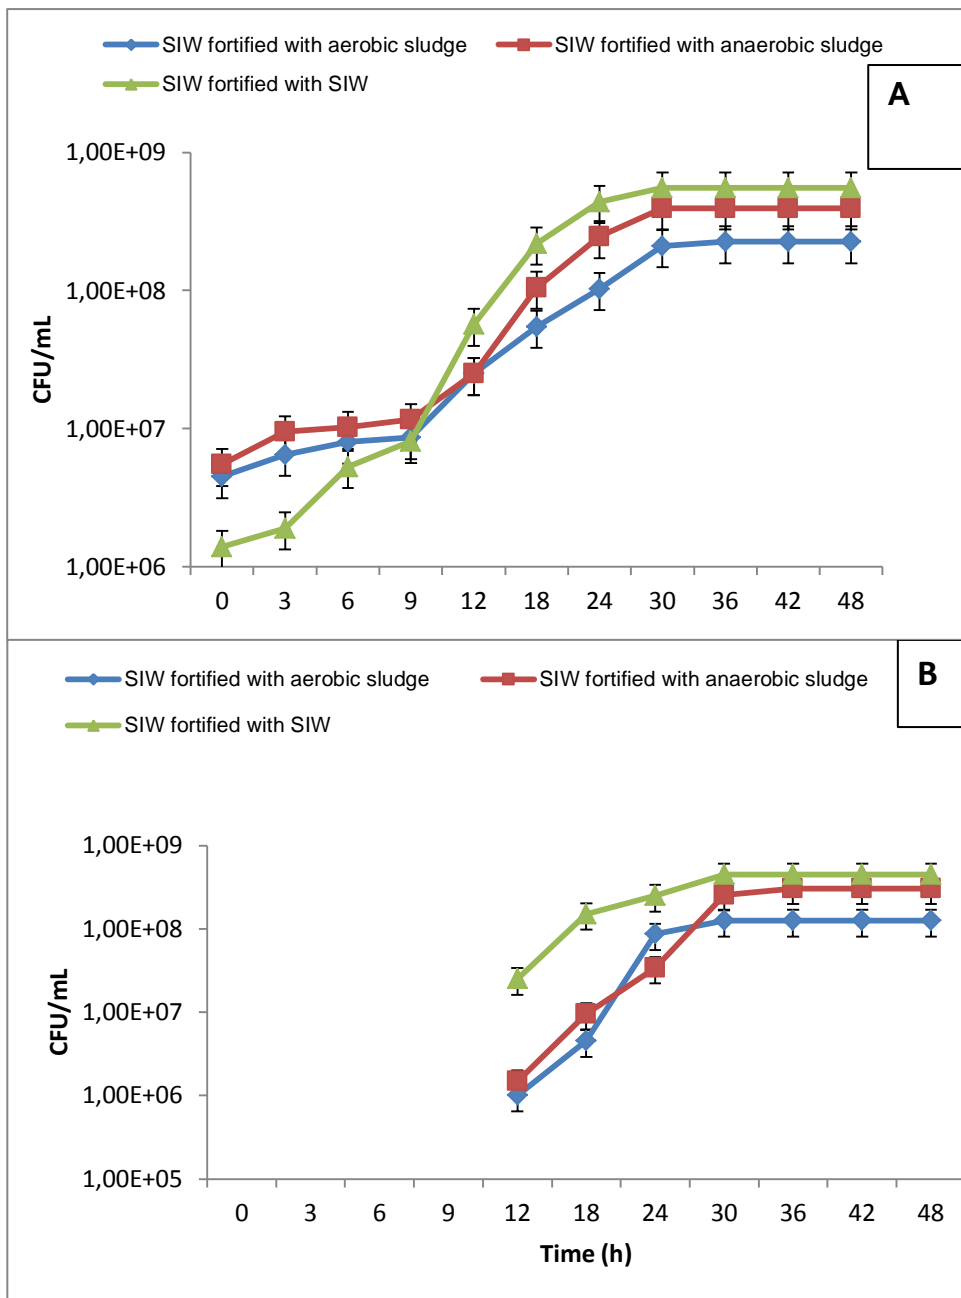 SIW fortified with aerobic sludge SIW fortified with anaerobic sludge
SIW fortified with SIW
A
1,00E+09
1,00E+08
1,00E+07
1,00E+06
CFU/mL
0 3 6 9 12 18 24 30 36 42 48
SIW fortified with aerobic sludge SIW fortified with anaerobic sludge
SIW fortified with SIW
B
1,00E+09
1,00E+08
1,00E+07
1,00E+06
1,00E+05
CFU/mL
0 3 6 9 12 18 24 30 36 42 48
Time (h)